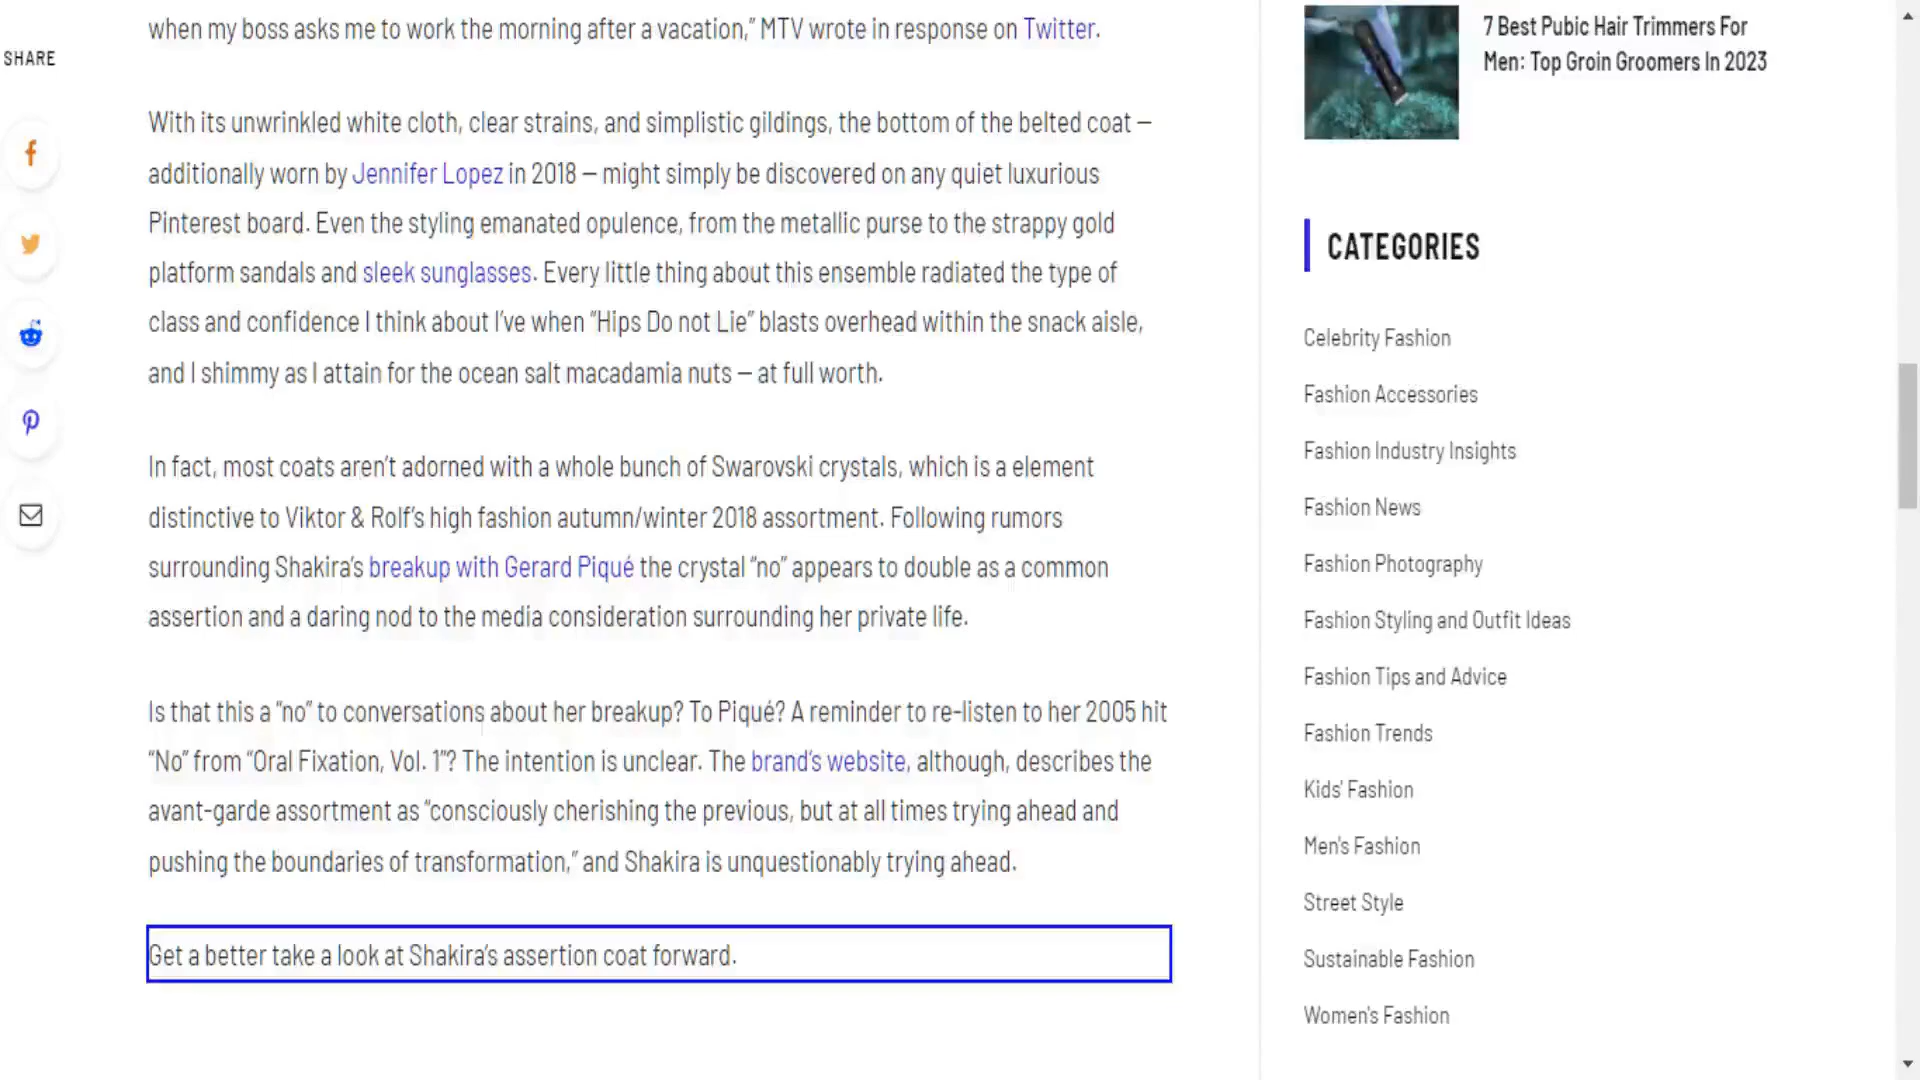 when my boss asks me to work the morning after a vacation,” MTV wrote in response on Twitter.
SHARE
With its unwrinkled white cloth, clear strains, and simplistic gildings, the bottom of the belted coat –
additionally worn by Jennifer Lopez in 2018 – might simply be discovered on any quiet luxurious
Pinterest board. Even the styling emanated opulence, from the metallic purse to the strappy gold
platform sandals and sleek sunglasses. Every little thing about this ensemble radiated the type of
class and confidence I think about I’ve when “Hips Do not Lie” blasts overhead within the snack aisle,
and I shimmy as I attain for the ocean salt macadamia nuts – at full worth.
In fact, most coats aren’t adorned with a whole bunch of Swarovski crystals, which is a element
distinctive to Viktor & Rolf’s high fashion autumn/winter 2018 assortment. Following rumors
surrounding Shakira’s breakup with Gerard Piqué the crystal “no” appears to double as a common
assertion and a daring nod to the media consideration surrounding her private life.
Is that this a “no” to conversations about her breakup? To Piqué? A reminder to re-listen to her 2005 hit
“No” from “Oral Fixation, Vol. 1”? The intention is unclear. The brand’s website, although, describes the
avant-garde assortment as “consciously cherishing the previous, but at all times trying ahead and
pushing the boundaries of transformation,” and Shakira is unquestionably trying ahead.
Get a better take a look at Shakira’s assertion coat forward.
7 Best Pubic Hair Trimmers For
Men: Top Groin Groomers In 2023
CATEGORIES
Celebrity Fashion
Fashion Accessories
Fashion Industry Insights
Fashion News
Fashion Photography
Fashion Styling and Outfit Ideas
Fashion Tips and Advice
Fashion Trends
Kids’ Fashion
Men’s Fashion
Street Style
Sustainable Fashion
Women’s Fashion